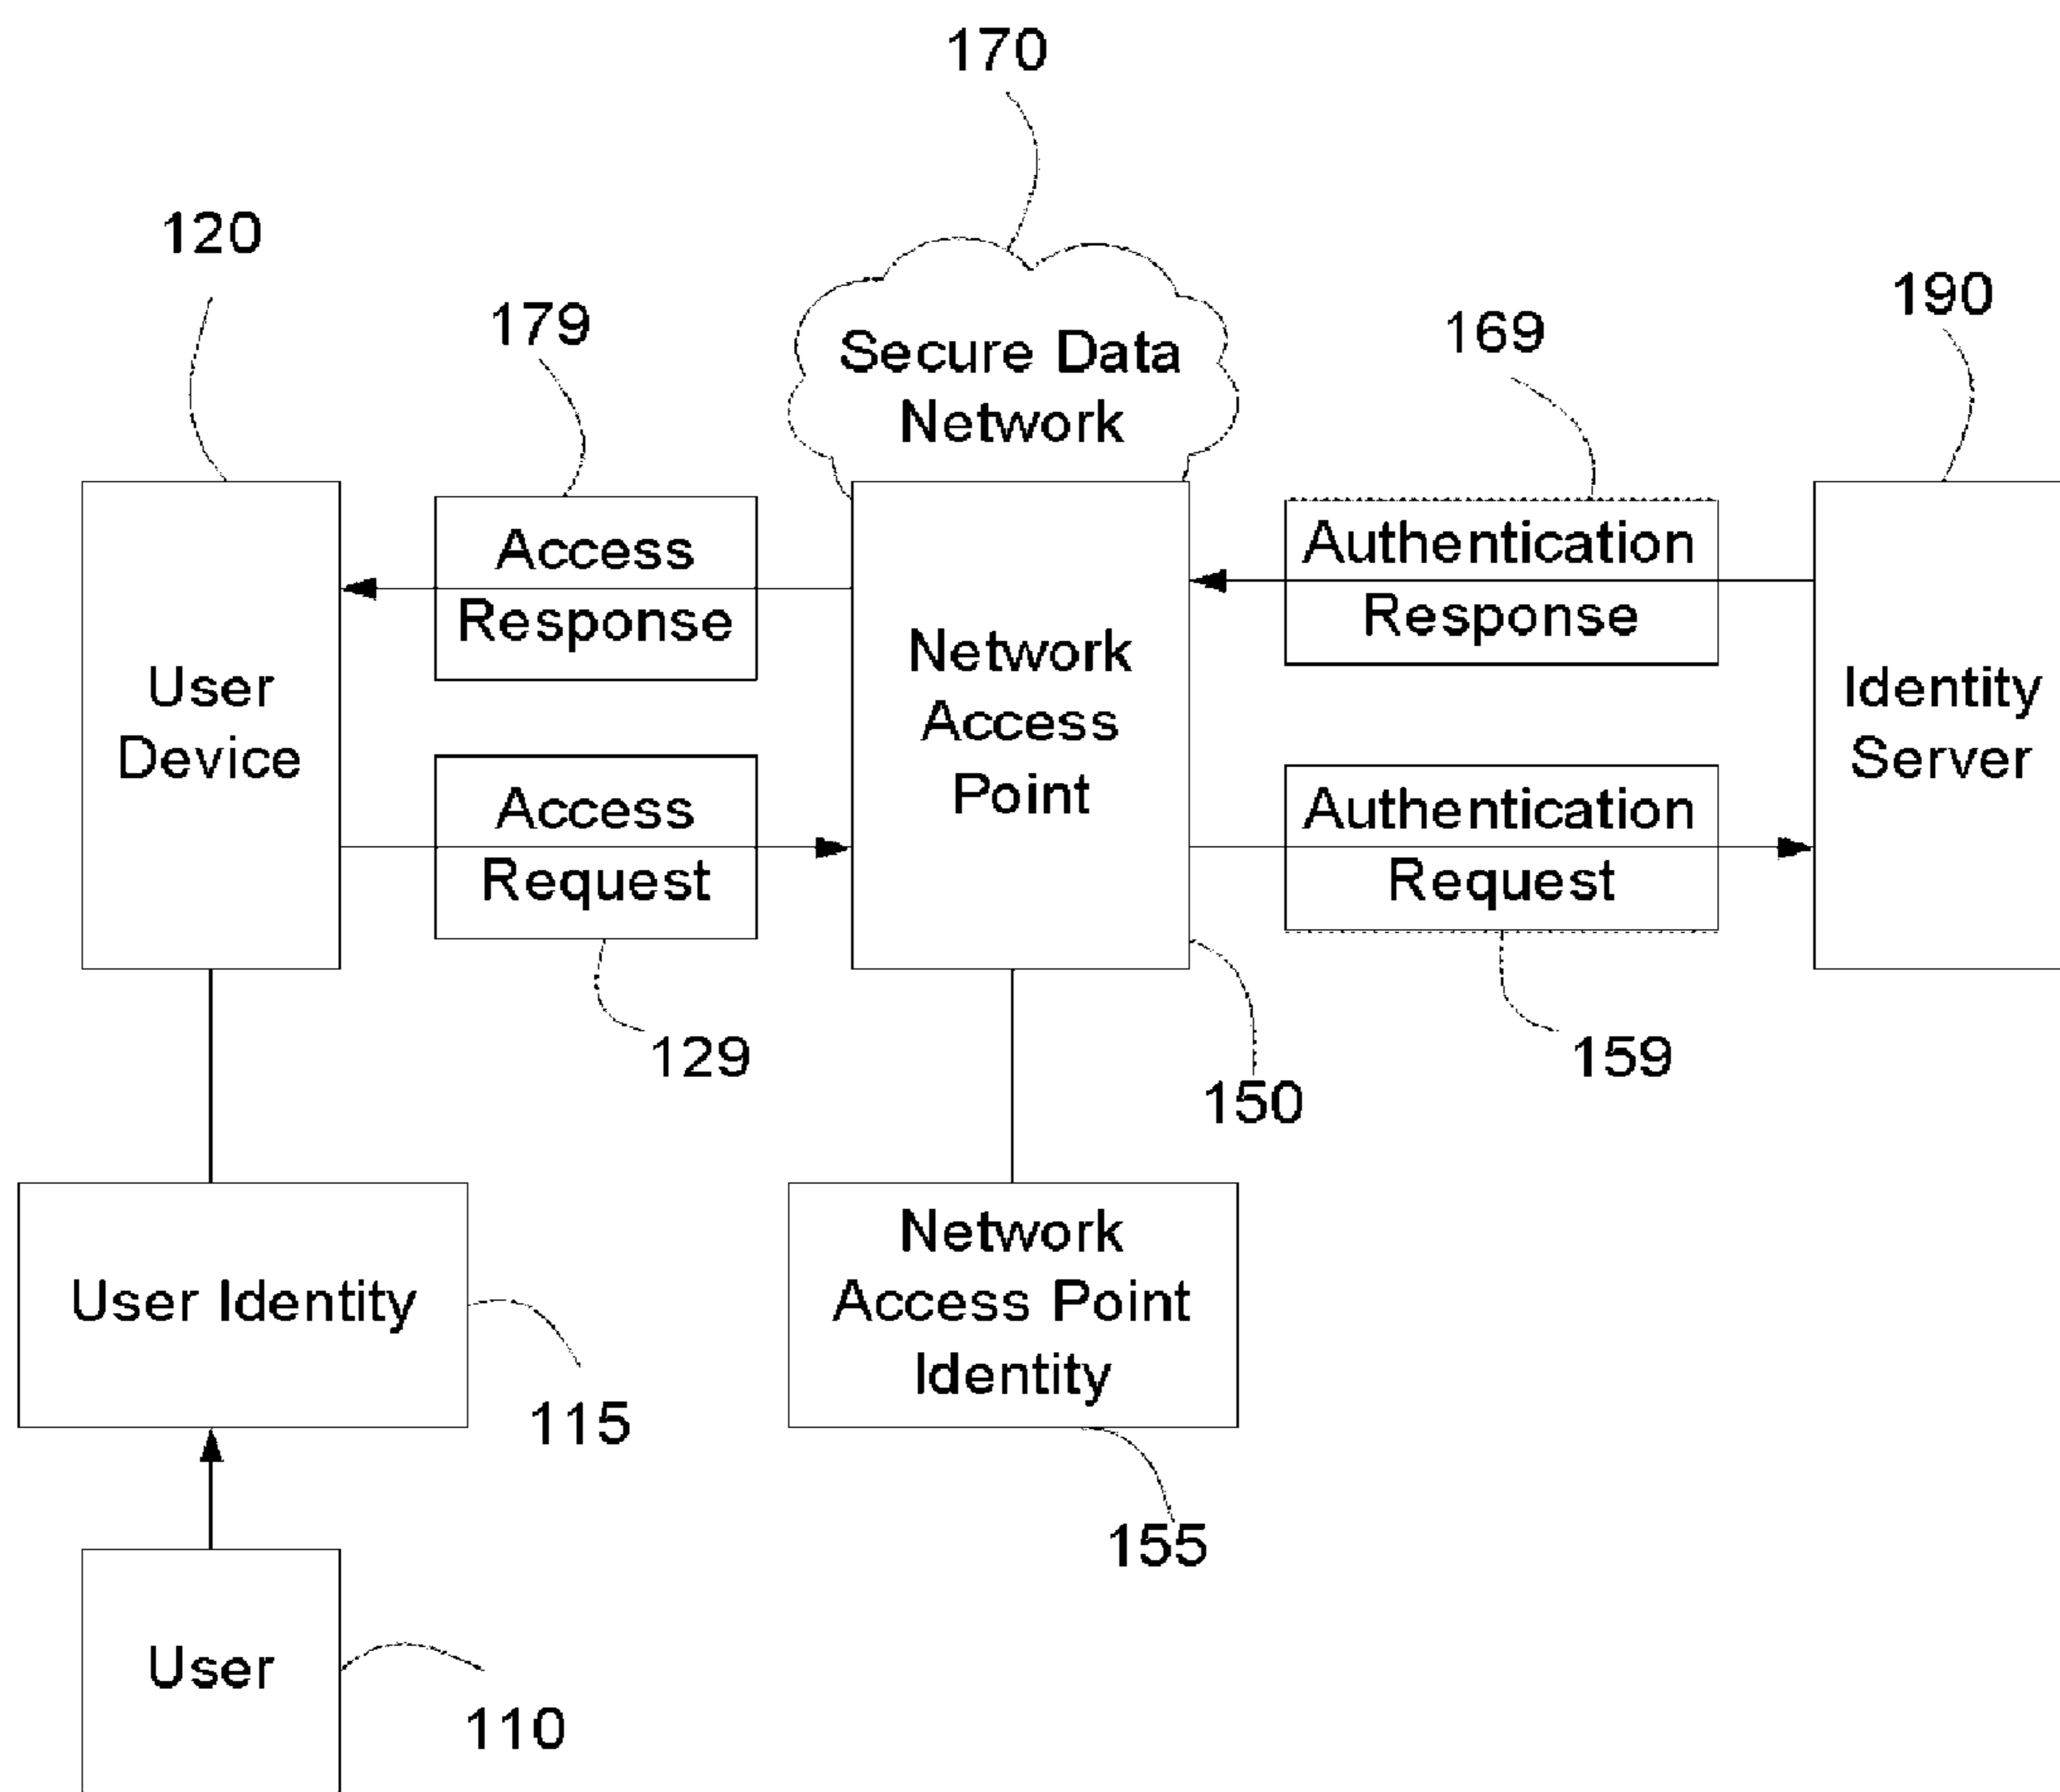 170
120
179
Secure Data
Network
169
190
Access
Response
Authentication
Response
User
Device
Network
Access
Point
Identity
Server
Access
Request
Authentication
Request
129
150
159
User Identity
115
Network
Access Point
Identity
155
User
110